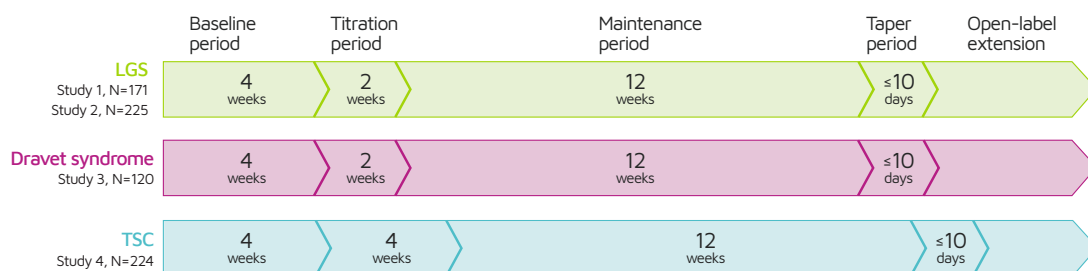 Baseline period
Titration period
Maintenance period
Taper period
Open-label extension
LGS
Study 1, N=171
Study 2, N=225
4 weeks
2 weeks
12 weeks
≤10 days
Dravet syndrome
Study 3, N=120
4 weeks
2 weeks
12 weeks
≤10 days
TSC
Study 4, N=224
4 weeks
4 weeks
12 weeks
≤10 days